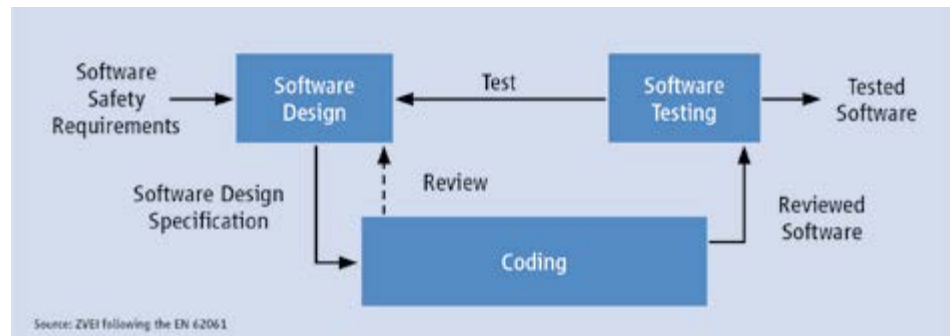 Software
Safety
Requirements
Software
Design
Test
Software
Testing
Tested
Software
Software Design
Specification
Review
Reviewed
Software
Coding
Source: ZVEI following the EN 62061